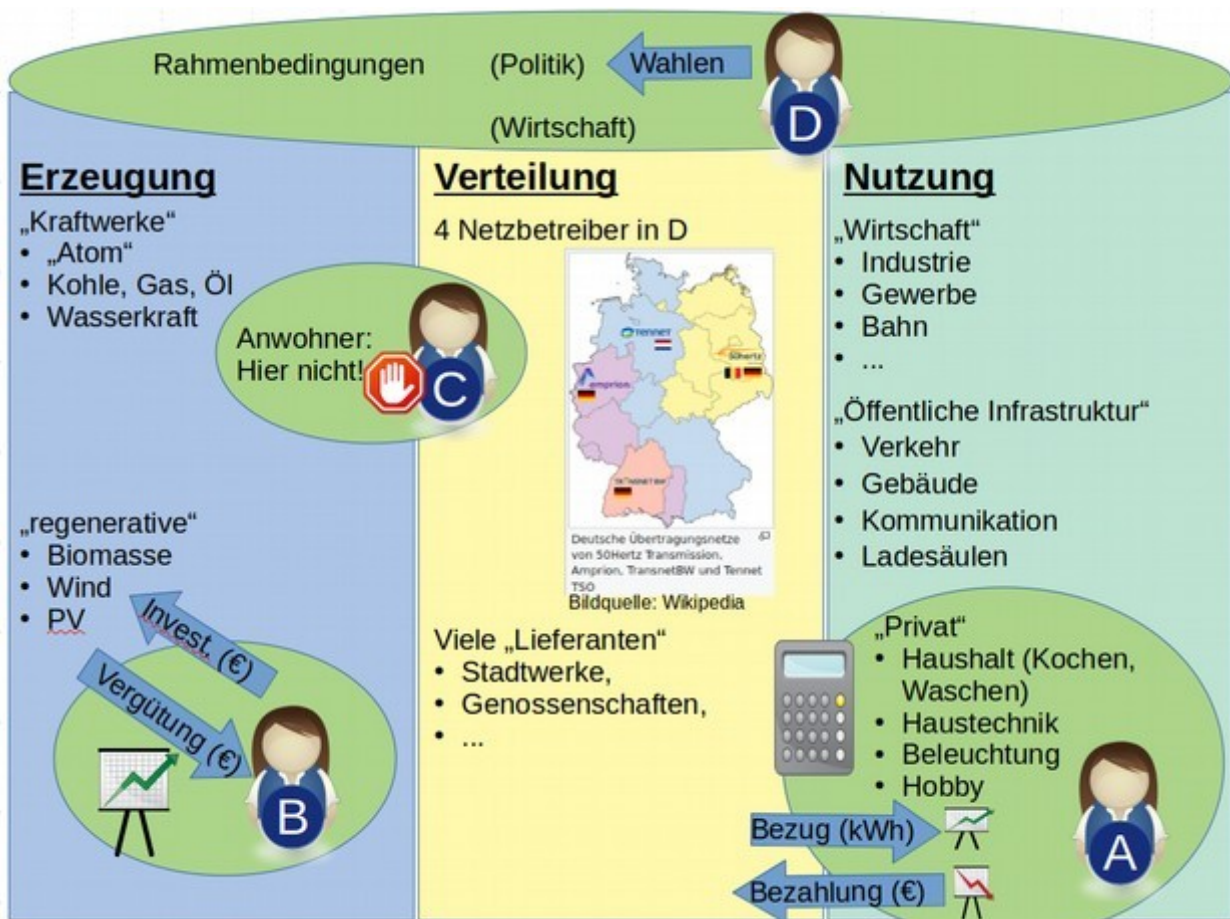 Rahmenbedingungen (Politik) Wahlen
(Wirtschaft)
D
Erzeugung
„Kraftwerke“
• „Atom“
• Kohle, Gas, Öl
• Wasserkraft
Anwohner:
Hier nicht!
C
„regenerative“
• Biomasse
• Wind
• PV
Invest. (€)
Vergütung (€)
B
Verteilung
4 Netzbetreiber in D
TENNET
50hertz
amprion
TRANSNET BW
Deutsche Übertragungsnetze
von 50Hertz Transmission,
Amprion, TransnetBW und Tennet
TSO
Bildquelle: Wikipedia
Viele „Lieferanten“
• Stadtwerke,
• Genossenschaften,
• ...
Nutzung
„Wirtschaft“
• Industrie
• Gewerbe
• Bahn
• ...
„Öffentliche Infrastruktur“
• Verkehr
• Gebäude
• Kommunikation
• Ladesäulen
„Privat“
• Haushalt (Kochen,
Waschen)
• Haustechnik
• Beleuchtung
• Hobby
Bezug (kWh)
Bezahlung (€)
A